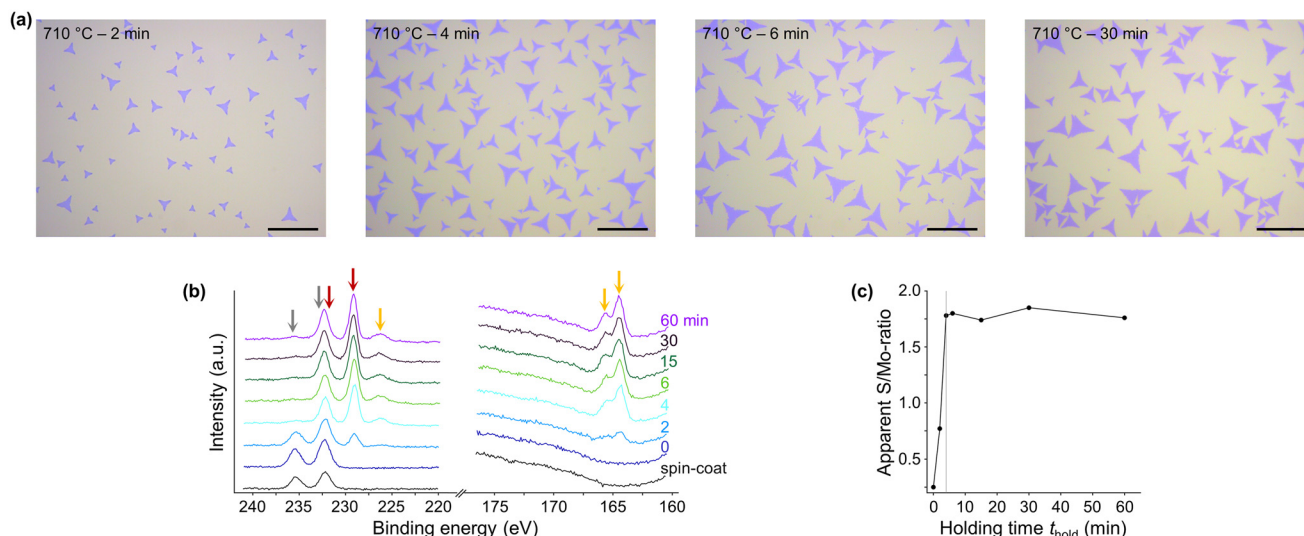 (a)
710 °C – 2 min
710 °C – 4 min
710 °C – 6 min
710 °C – 30 min
(b)
60 min
30
15
6
4
2
0
spin-coat
Intensity (a.u.)
240 235 230 225 220 175 170 165 160
Binding energy (eV)
(c)
2.0
1.5
1.0
0.5
Apparent S/Mo-ratio
0 10 20 30 40 50 60
Holding time t_hold (min)